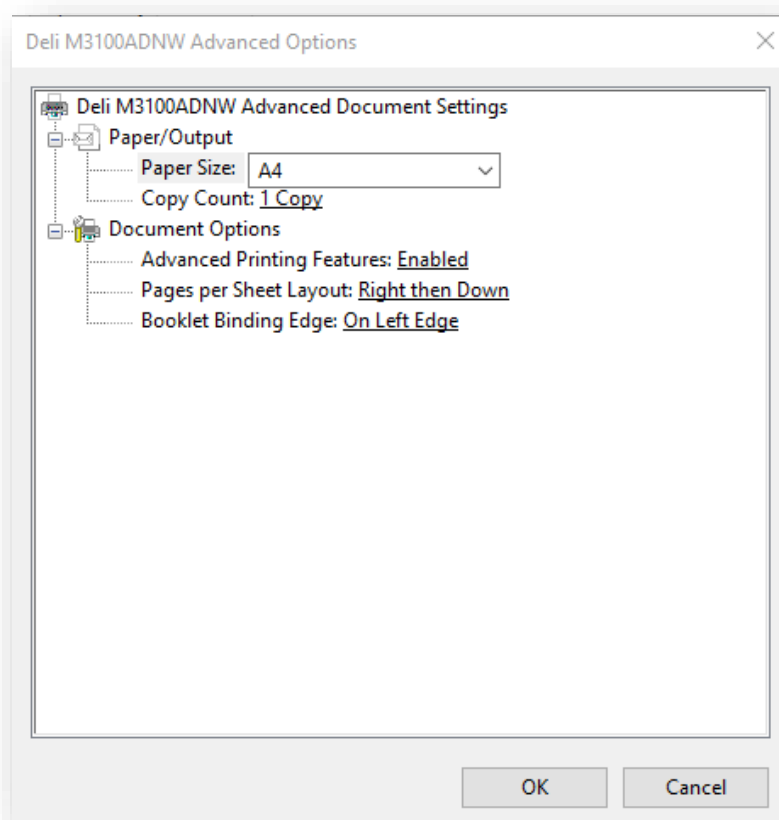 Deli M3100ADNW Advanced Options
Deli M3100ADNW Advanced Document Settings
Paper/Output
Paper Size: A4
Copy Count: 1 Copy
Document Options
Advanced Printing Features: Enabled
Pages per Sheet Layout: Right then Down
Booklet Binding Edge: On Left Edge
OK Cancel